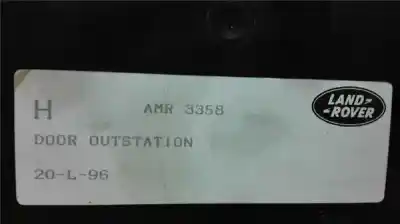 H AMR 3358
LAND-
-ROVER
DOOR OUTSTATION
20-L-96